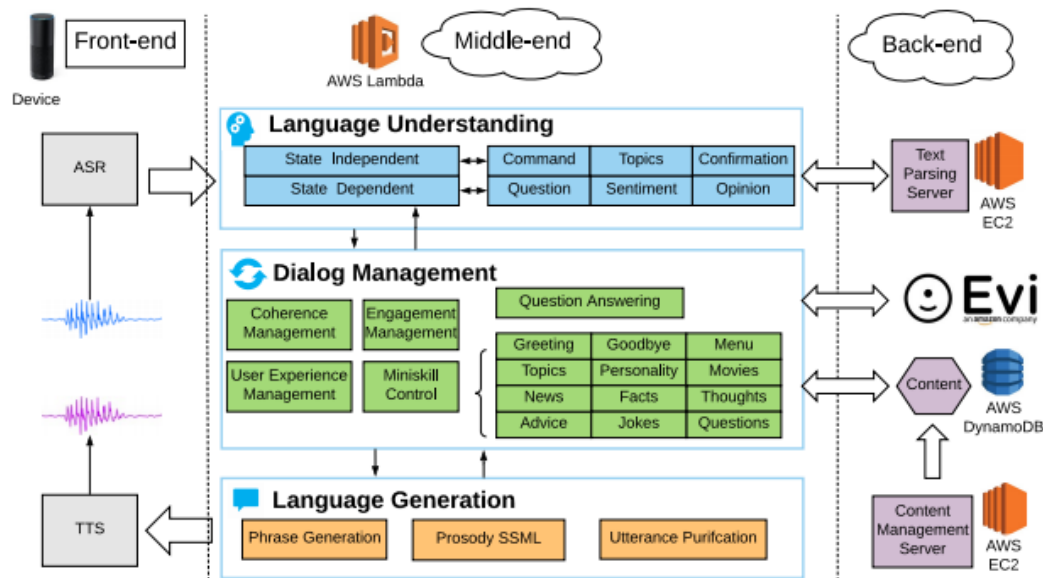 Front-end
Device
ASR
TTS
AWS Lambda
Middle-end
Language Understanding
State Independent
State Dependent
Command
Topics
Confirmation
Question
Sentiment
Opinion
Dialog Management
Coherence
Management
Engagement
Management
User Experience
Management
Miniskill
Control
Question Answering
Greeting
Goodbye
Menu
Topics
Personality
Movies
News
Facts
Thoughts
Advice
Jokes
Questions
Language Generation
Phrase Generation
Prosody SSML
Utterance Purifcation
Back-end
Text
Parsing
Server
AWS
EC2
Evi
an amazon company
Content
AWS
DynamoDB
Content
Management
Server
AWS
EC2